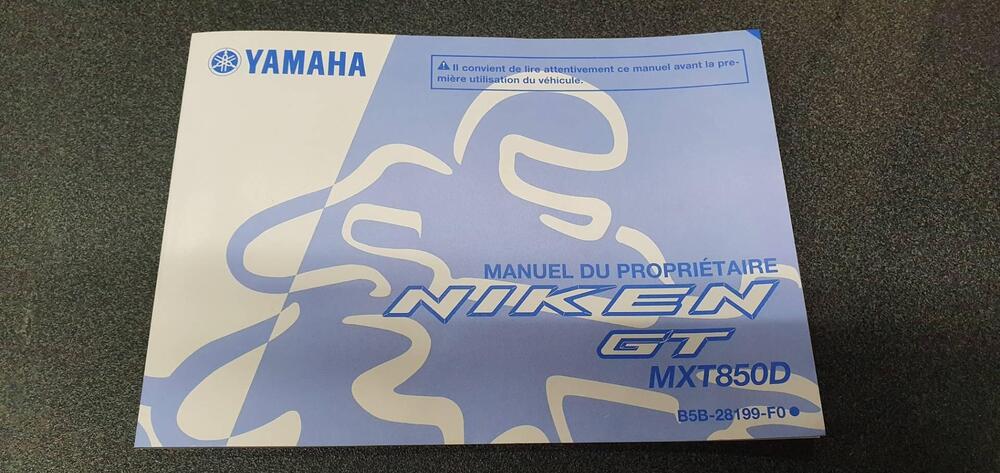 YAMAHA
⚠ Il convient de lire attentivement ce manuel avant la pre-
mière utilisation du véhicule.
MANUEL DU PROPRIÉTAIRE
NIKEN
GT
MXT850D
B5B-28199-F0